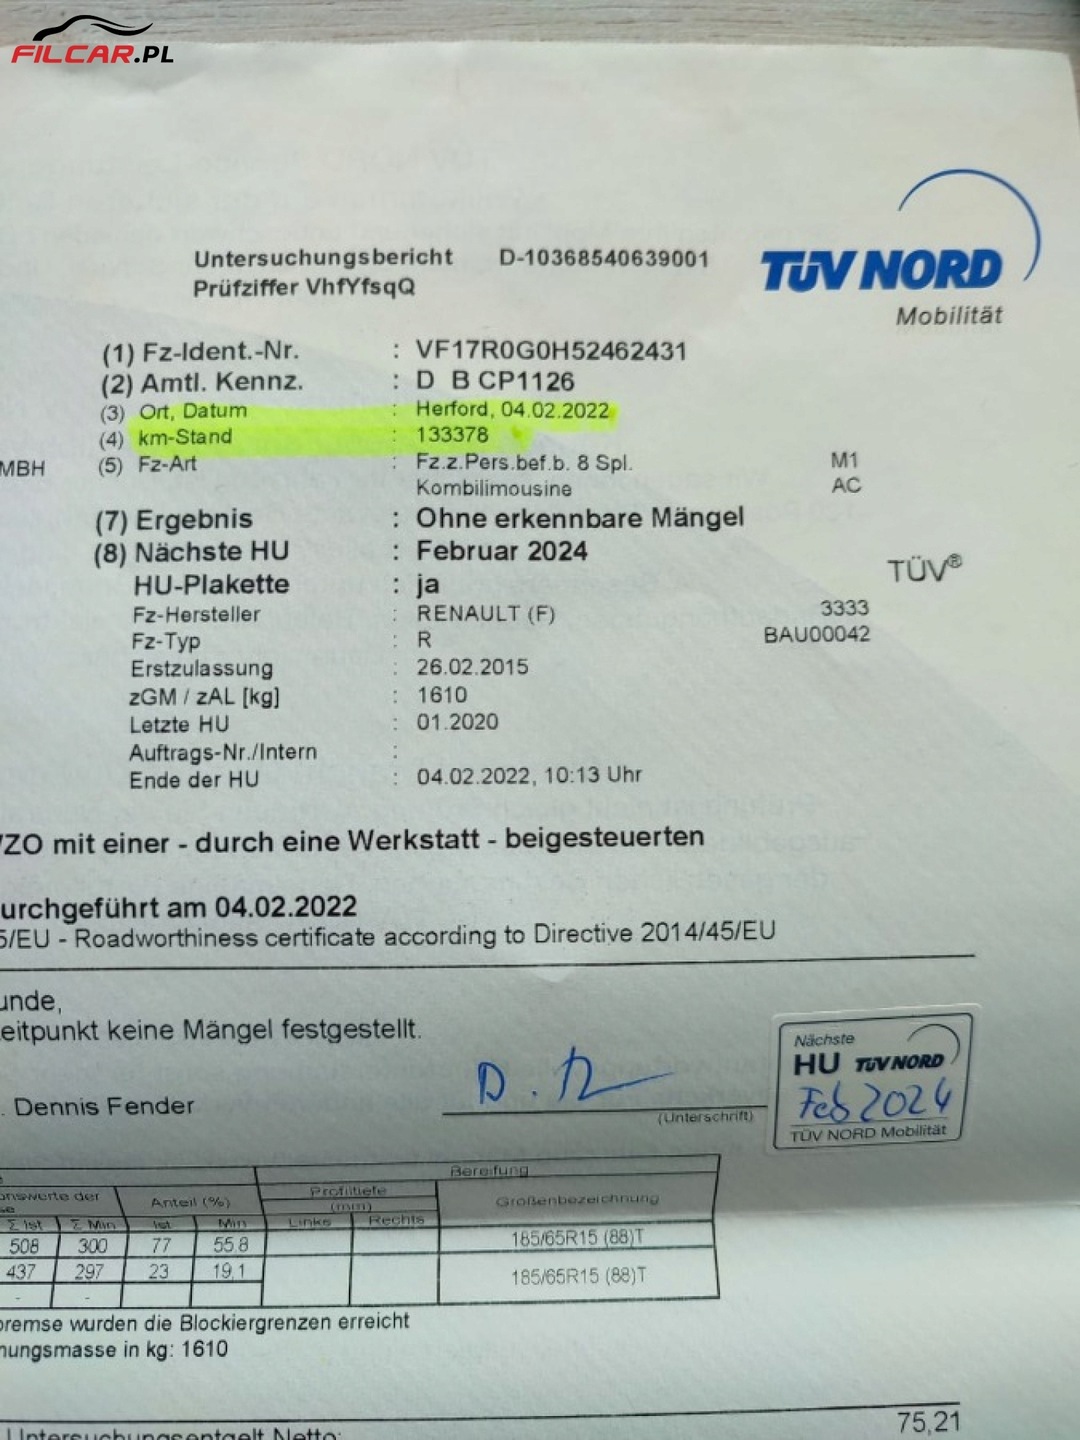 FILCAR.PL
Untersuchungsbericht D-10368540639001
Prüfziffer VhfYfsqQ
TÜV NORD
Mobilität
(1) Fz-Ident.-Nr. : VF17R0G0H52462431
(2) Amtl. Kennz. : D B CP1126
(3) Ort, Datum : Herford, 04.02.2022
(4) km-Stand : 133378
MBH (5) Fz-Art : Fz.z.Pers.bef.b. 8 Spl. M1
Kombilimousine AC
(7) Ergebnis : Ohne erkennbare Mängel
(8) Nächste HU : Februar 2024
HU-Plakette : ja
TÜV®
Fz-Hersteller : RENAULT (F) 3333
Fz-Typ : R BAU00042
Erstzulassung : 26.02.2015
zGM / zAL [kg] : 1610
Letzte HU : 01.2020
Auftrags-Nr./Intern :
Ende der HU : 04.02.2022, 10:13 Uhr
VZO mit einer - durch eine Werkstatt - beigesteuerten
urchgeführt am 04.02.2022
5/EU - Roadworthiness certificate according to Directive 2014/45/EU
unde,
eitpunkt keine Mängel festgestellt.
. Dennis Fender
(Unterschrift)
Nächste
HU TÜV NORD
Feb 2024
TÜV NORD Mobilität
Bereifung
onswerte der Anteil (%) Profiltiefe (mm) Größenbezeichnung
se
Σ Ist Σ Min Ist Min Links Rechts
508 300 77 55.8 185/65R15 (88)T
437 297 23 19,1 185/65R15 (88)T
- -
bremse wurden die Blockiergrenzen erreicht
nungsmasse in kg: 1610
75,21
Untersuchungsentgelt Netto: